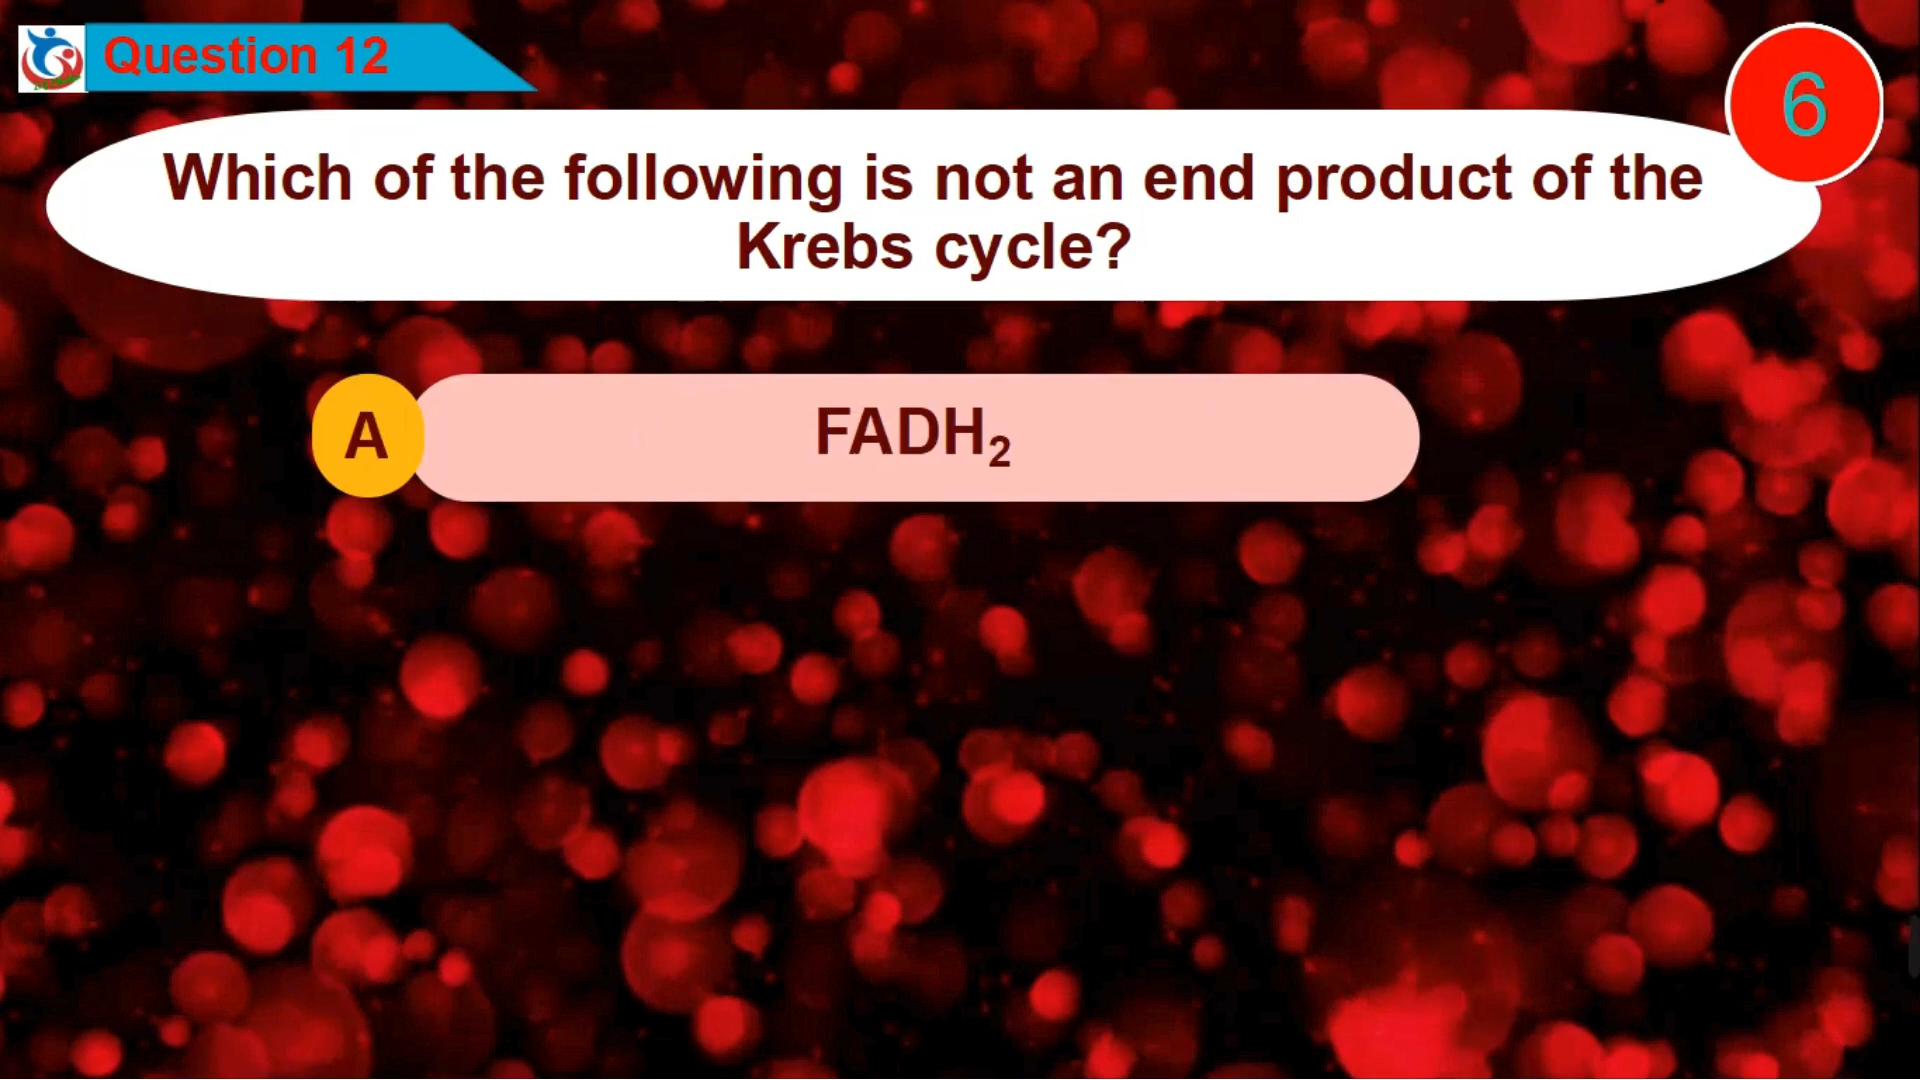 Question 12
6
Which of the following is not an end product of the
Krebs cycle?
A
FADH₂